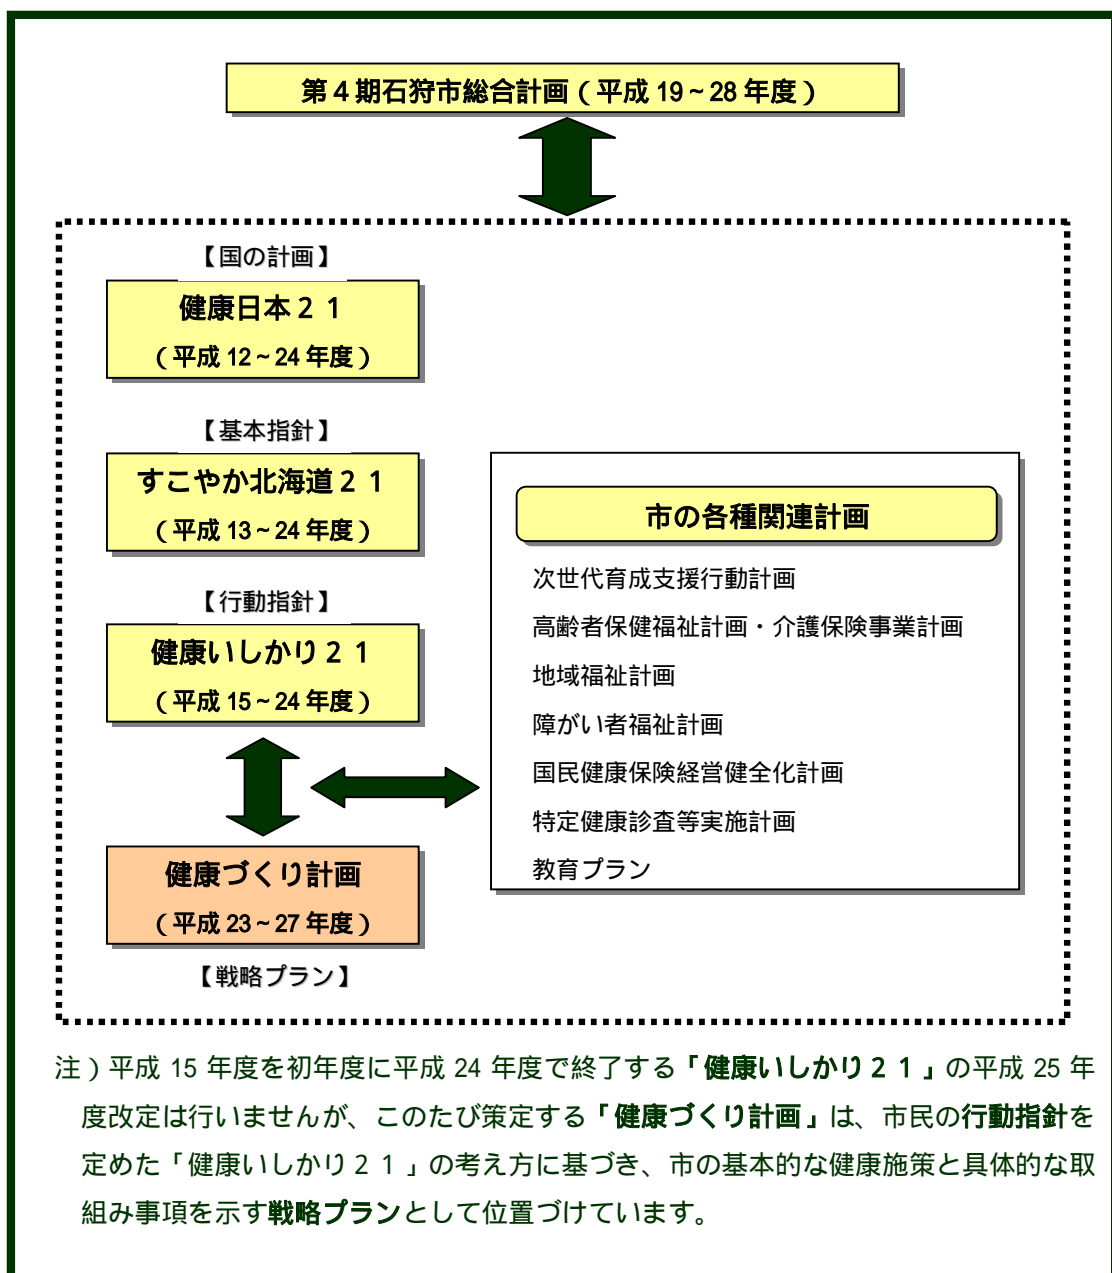 第４期石狩市総合計画（平成 19～28 年度）
【国の計画】
健康日本２１
（平成 12～24 年度）
【基本指針】
すこやか北海道２１
（平成 13～24 年度）
【行動指針】
健康いしかり２１
（平成 15～24 年度）
健康づくり計画
（平成 23～27 年度）
【戦略プラン】
市の各種関連計画
次世代育成支援行動計画
高齢者保健福祉計画・介護保険事業計画
地域福祉計画
障がい者福祉計画
国民健康保険経営健全化計画
特定健康診査等実施計画
教育プラン
注）平成 15 年度を初年度に平成 24 年度で終了する「健康いしかり２１」の平成 25 年
度改定は行いませんが、このたび策定する「健康づくり計画」は、市民の行動指針を
定めた「健康いしかり２１」の考え方に基づき、市の基本的な健康施策と具体的な取
組み事項を示す戦略プランとして位置づけています。